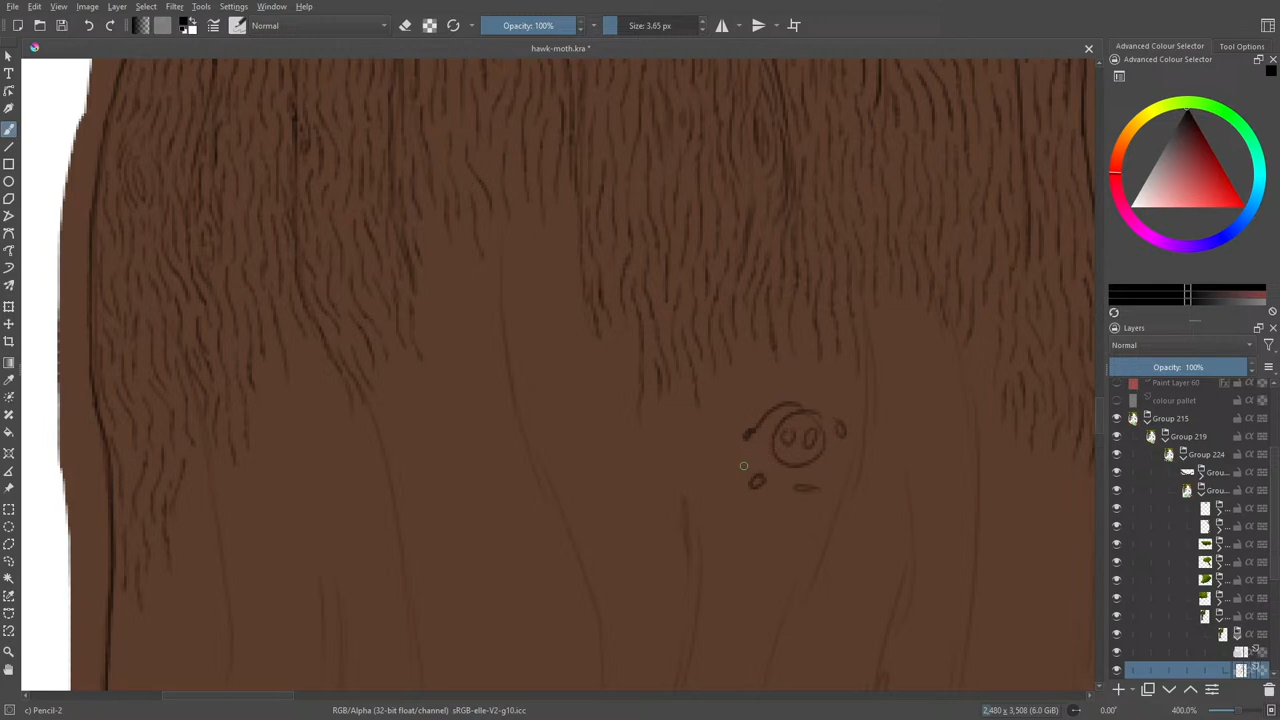 File Edit View Image Layer Select Filter Tools Settings Window Help
Normal Opacity: 100% Size: 3.65 px
hawk-moth.kra *
Advanced Colour Selector Tool Options
Advanced Colour Selector
Layers
Normal
Opacity: 100%
Paint Layer 60
colour pallet
Group 215
Group 219
Group 224
Grou...
Grou...
c) Pencil-2 RGB/Alpha (32-bit float/channel) sRGB-elle-V2-g10.icc 2,480 x 3,508 (6.0 GiB) 0.00° 400.0%